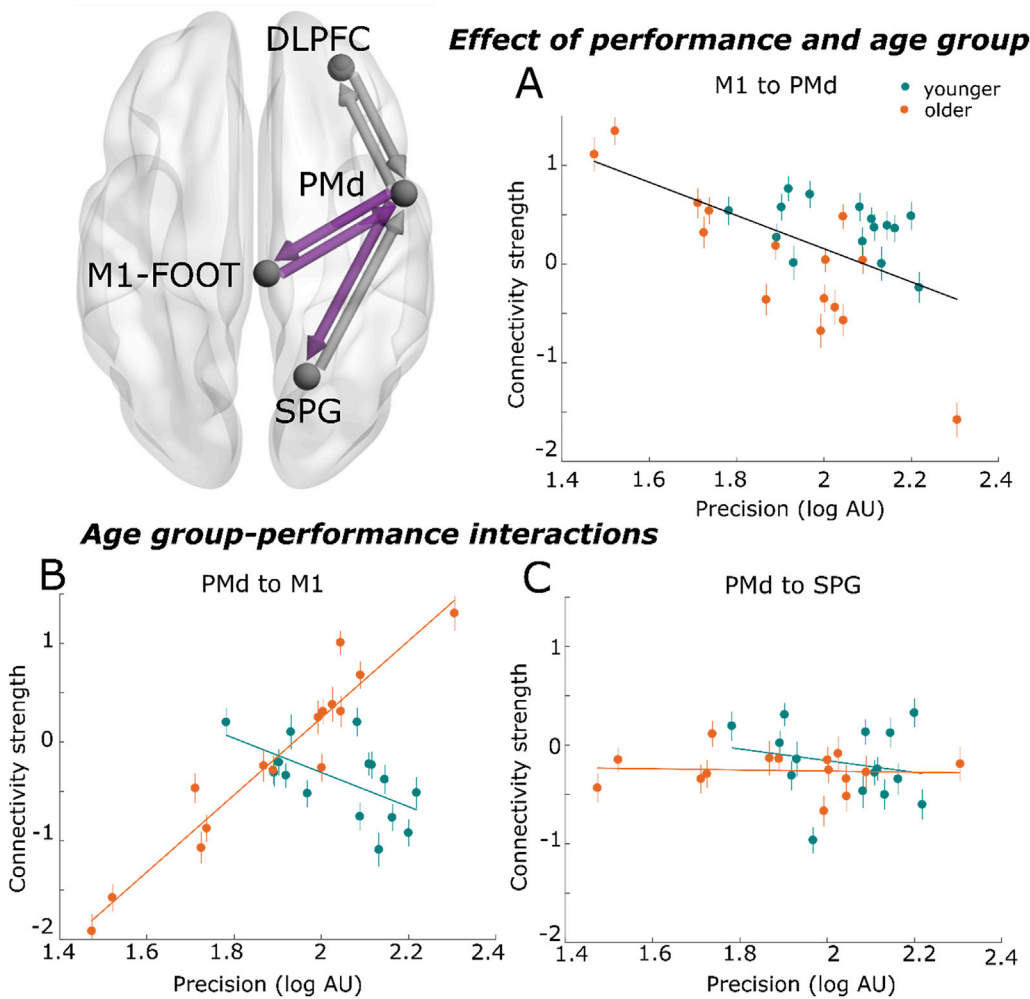 DLPFC
PMd
M1-FOOT
SPG
Effect of performance and age group
A
M1 to PMd
younger
older
Connectivity strength
1
0
-1
-2
1.4 1.6 1.8 2 2.2 2.4
Precision (log AU)
Age group-performance interactions
B
PMd to M1
Connectivity strength
1
0
-1
-2
1.4 1.6 1.8 2 2.2 2.4
Precision (log AU)
C
PMd to SPG
Connectivity strength
1
0
-1
-2
1.4 1.6 1.8 2 2.2 2.4
Precision (log AU)